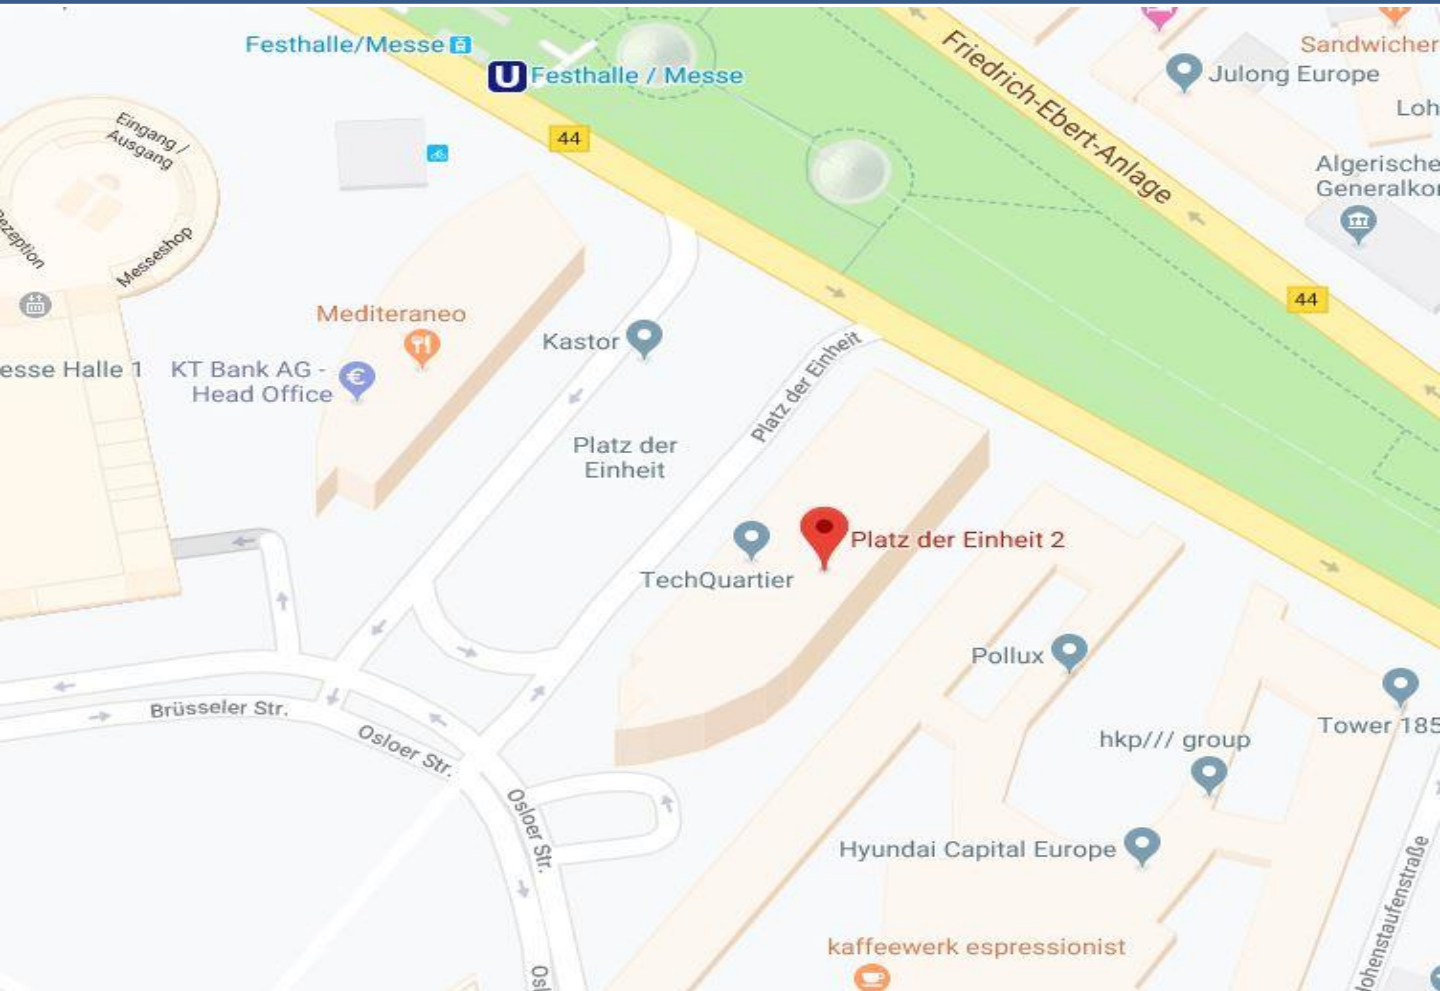 Festhalle/Messe
U Festhalle / Messe
Friedrich-Ebert-Anlage
Sandwicher
Julong Europe
Loh
Eingang /
Ausgang
44
Algerische
Generalkor
Rezeption
Messeshop
44
Mediteraneo
Kastor
Platz der Einheit
esse Halle 1
KT Bank AG -
Head Office
Platz der
Einheit
Platz der Einheit 2
TechQuartier
Pollux
Brüsseler Str.
Osloer Str.
Tower 185
hkp/// group
Osloer Str.
Hyundai Capital Europe
Hohenstaufenstraße
kaffeewerk espressionist
Osl